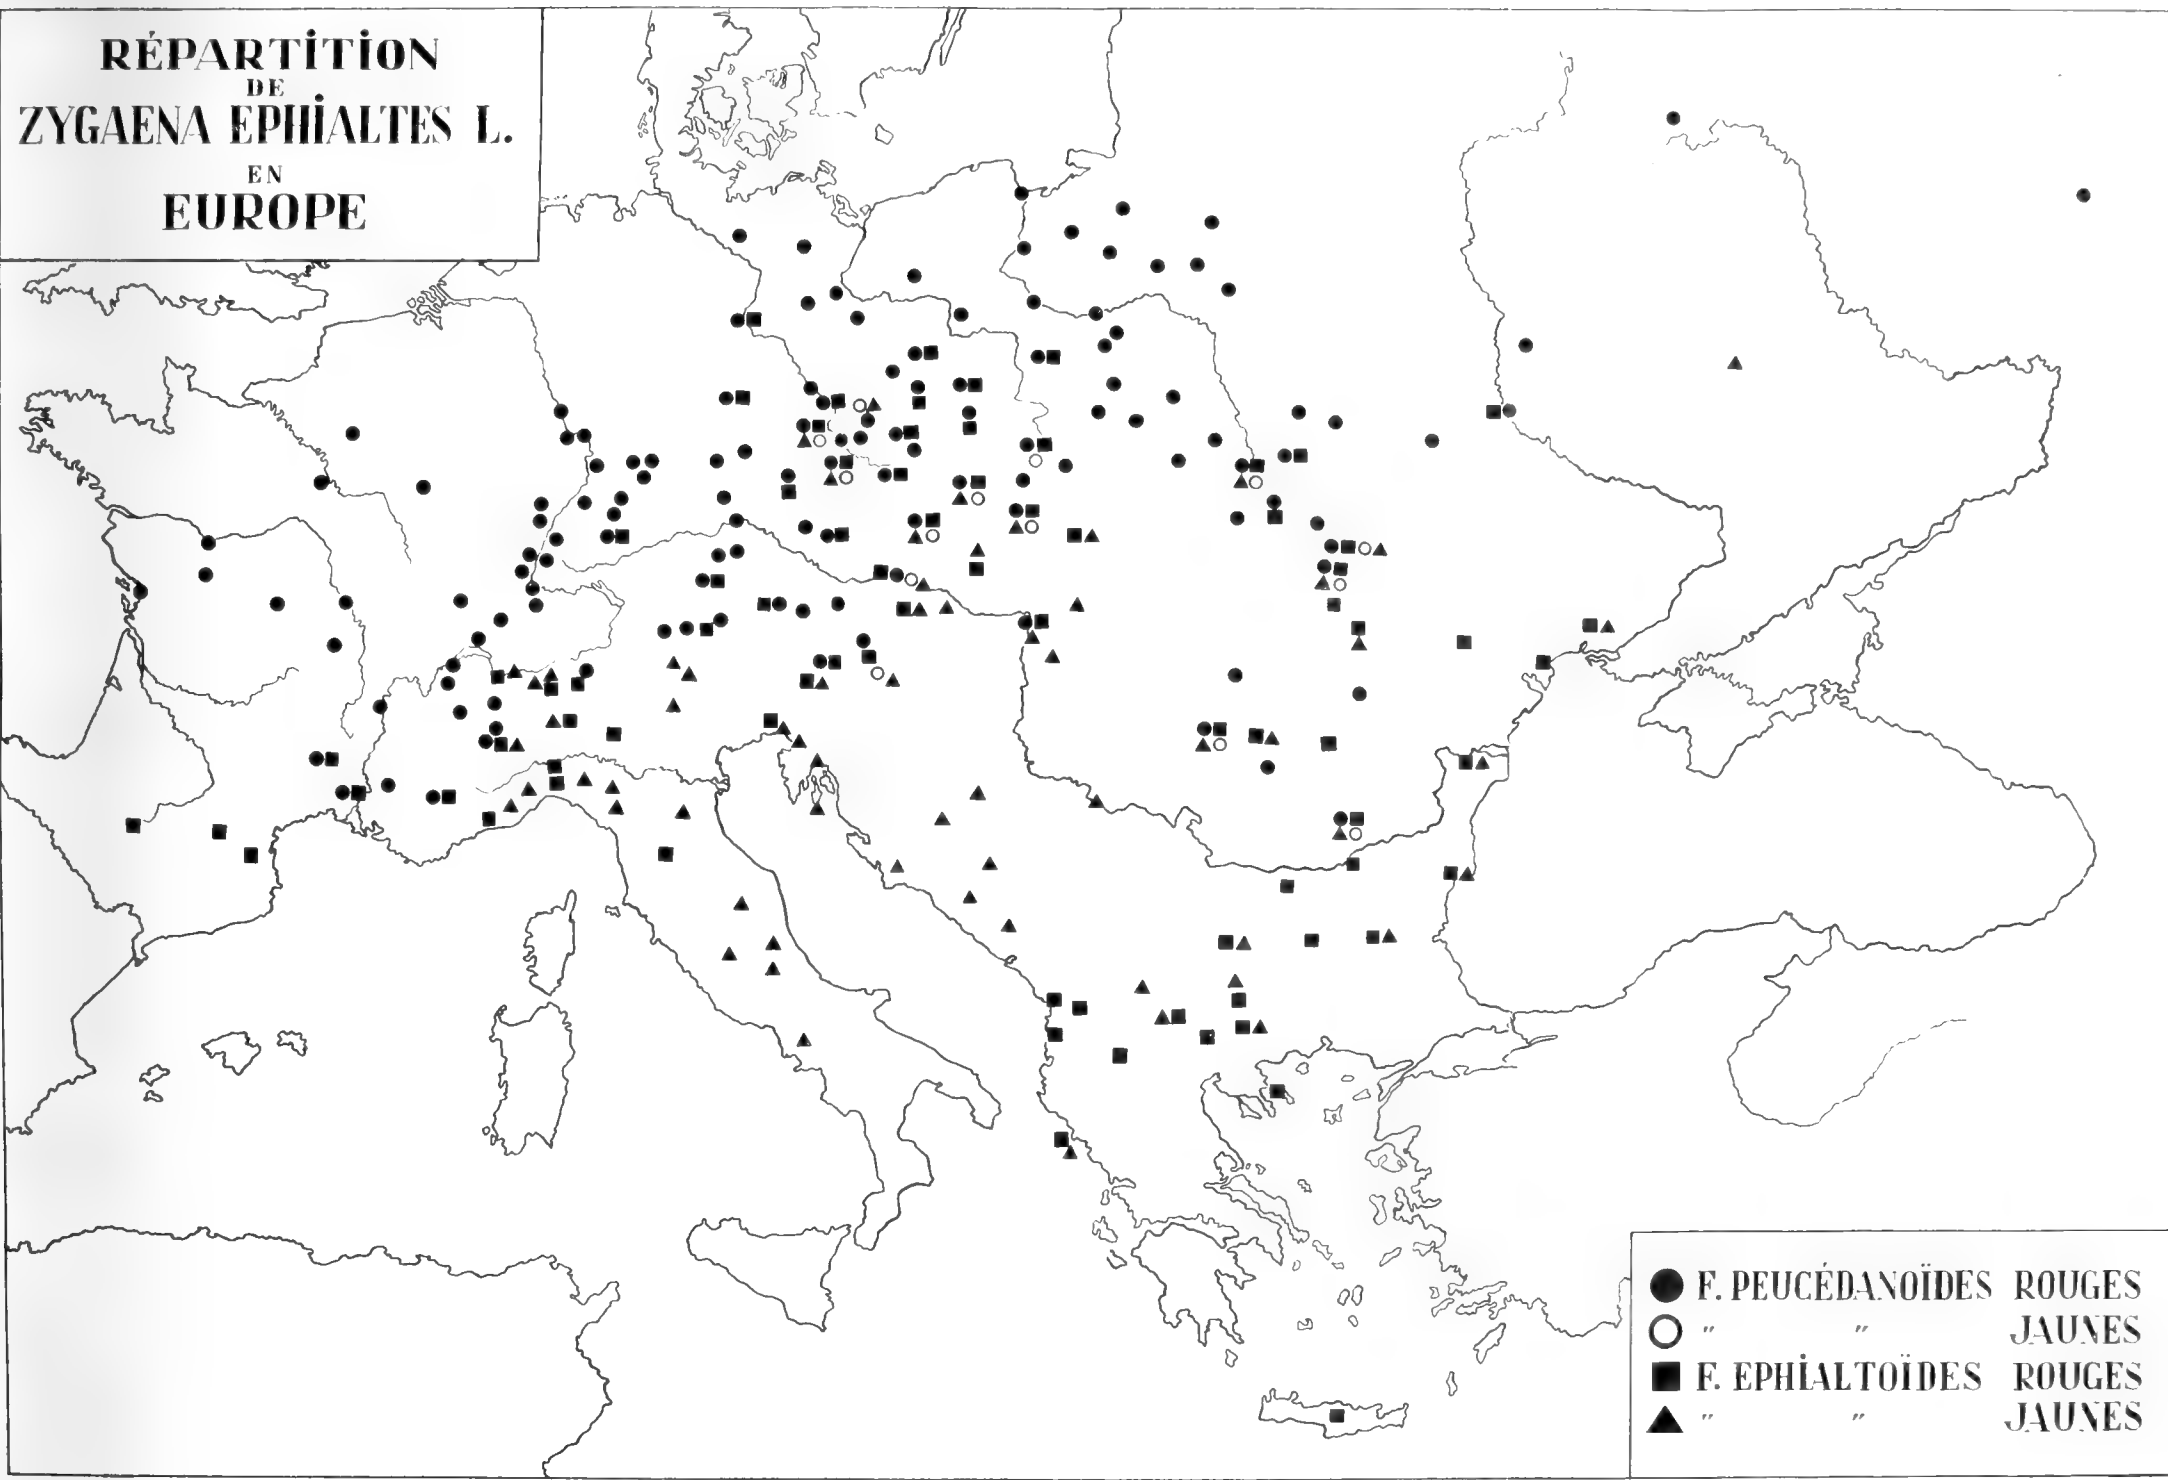 RÉPARTITION
DE
ZYGAENA EPHIALTES L.
EN
EUROPE
F. PEUCÉDANOÏDES ROUGES
" " JAUNES
F. EPHIALTOÏDES ROUGES
" " JAUNES